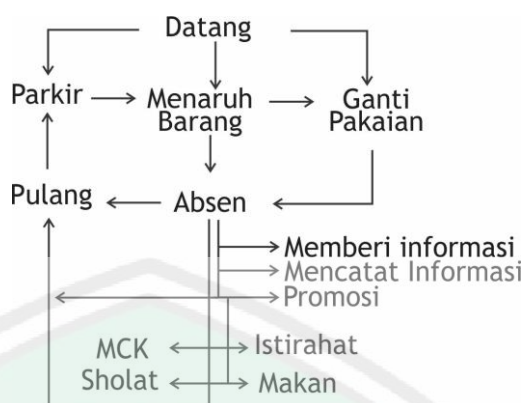 Datang
Parkir
Menaruh
Barang
Ganti
Pakaian
Pulang
Absen
Memberi informasi
Mencatat Informasi
Promosi
MCK
Istirahat
Sholat
Makan